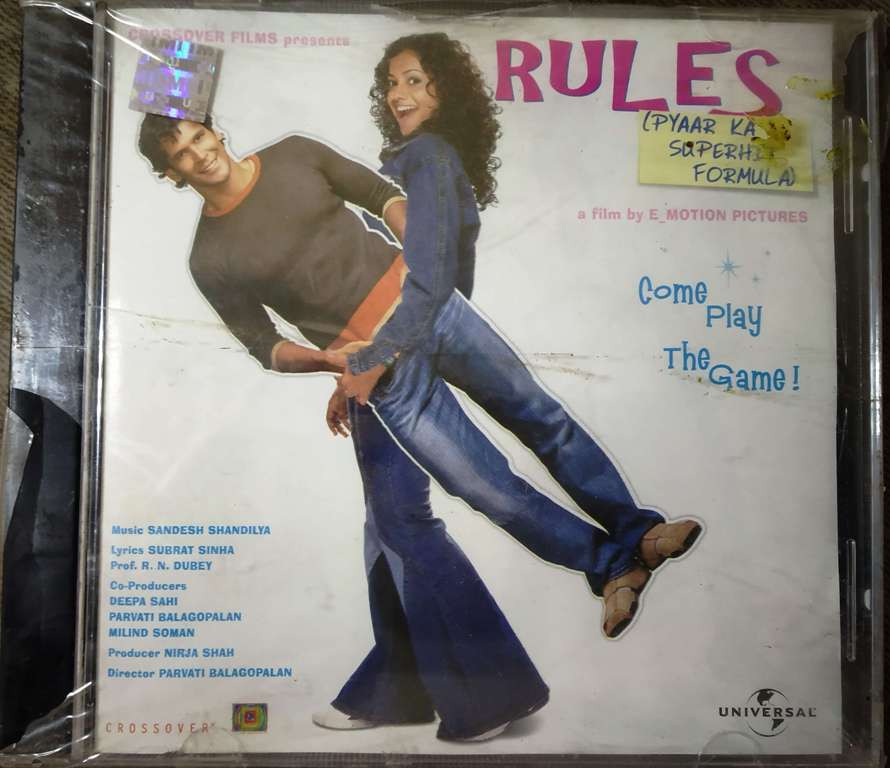 CROSSOVER FILMS presents
RULES
(PYAAR KA
FORMULA)
a film by E_MOTION PICTURES
Come
Play
The
Game!
Music SANDESH SHANDILYA
Lyrics SUBRAT SINHA
Prof. R. N. DUBEY
Co-Producers
DEEPA SAHI
PARVATI BALAGOPALAN
MILIND SOMAN
Producer NIRJA SHAH
Director PARVATI BALAGOPALAN
CROSSOVER
UNIVERSAL